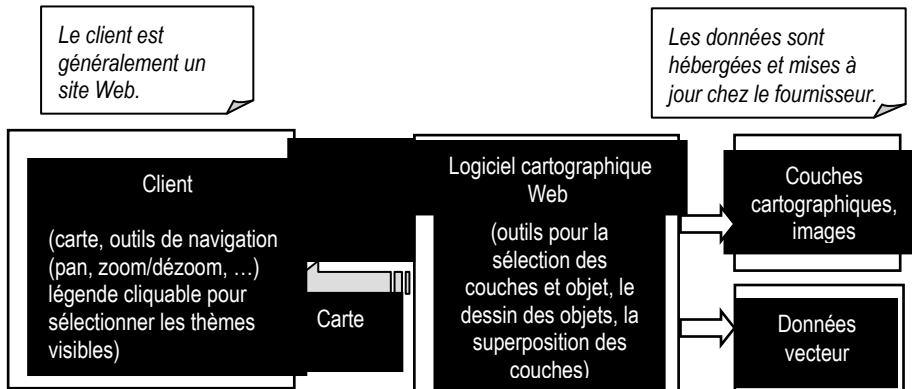 Le client est
généralement un
site Web.
Les données sont
hébergées et mises à
jour chez le fournisseur.
Client
(carte, outils de navigation
(pan, zoom/dézoom, …)
légende cliquable pour
sélectionner les thèmes
visibles)
Carte
Logiciel cartographique
Web
(outils pour la
sélection des
couches et objet, le
dessin des objets, la
superposition des
couches)
Couches
cartographiques,
images
Données
vecteur